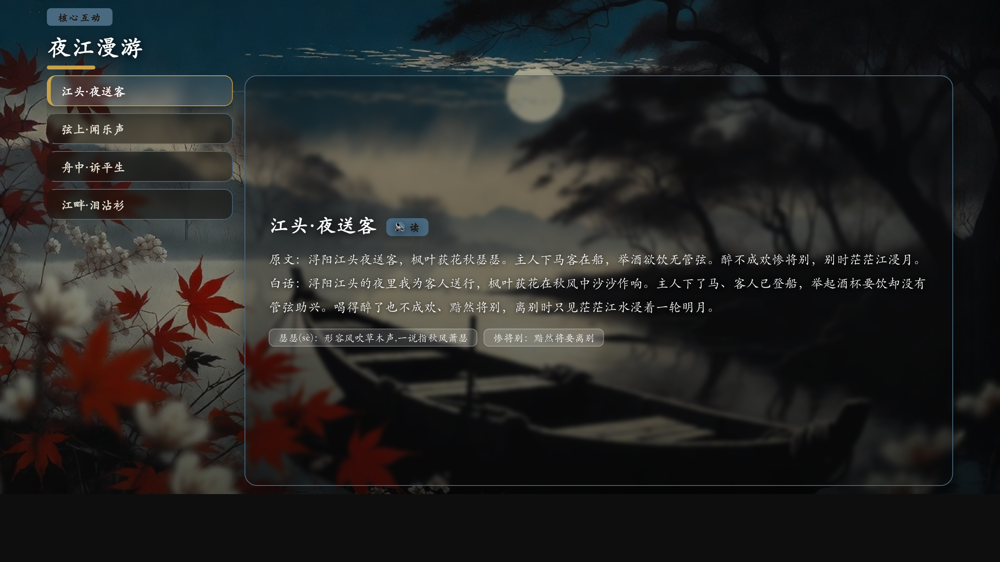 核心互动
夜江漫游
江头·夜送客
弦上·闻乐声
舟中·诉平生
江畔·泪沾衫
江头·夜送客
读
原文：浔阳江头夜送客，枫叶荻花秋瑟瑟。主人下马客在船，举酒欲饮无管弦。醉不成欢惨将别，别时茫茫江浸月。
白话：浔阳江头的夜里我为客人送行，枫叶荻花在秋风中沙沙作响。主人下了马、客人已登船，举起酒杯要饮却没有
管弦助兴。喝得醉了也不成欢、黯然将别，离别时只见茫茫江水浸着一轮明月。
瑟瑟(sè)：形容风吹草木声,一说指秋风萧瑟
惨将别：黯然将要离别